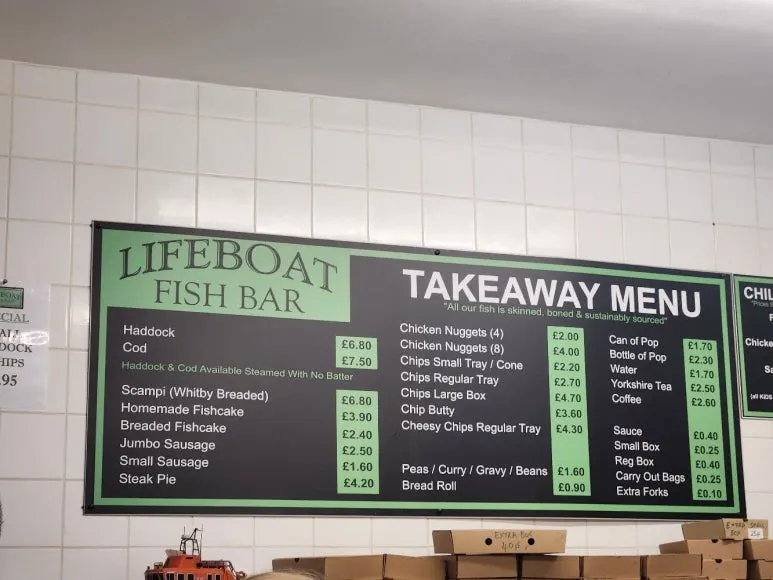 LIFEBOAT
FISH BAR
TAKEAWAY MENU
"All our fish is skinned, boned & sustainably sourced"
Haddock £6.80
Cod £7.50
Haddock & Cod Available Steamed With No Batter
Scampi (Whitby Breaded) £6.80
Homemade Fishcake £3.90
Breaded Fishcake £2.40
Jumbo Sausage £2.50
Small Sausage £1.60
Steak Pie £4.20
Chicken Nuggets (4) £2.00
Chicken Nuggets (8) £4.00
Chips Small Tray / Cone £2.20
Chips Regular Tray £2.70
Chips Large Box £4.70
Chip Butty £3.60
Cheesy Chips Regular Tray £4.30
Peas / Curry / Gravy / Beans £1.60
Bread Roll £0.90
Can of Pop £1.70
Bottle of Pop £2.30
Water £1.70
Yorkshire Tea £2.50
Coffee £2.60
Sauce £0.40
Small Box £0.25
Reg Box £0.40
Carry Out Bags £0.25
Extra Forks £0.10
EXTRA BOX
40p